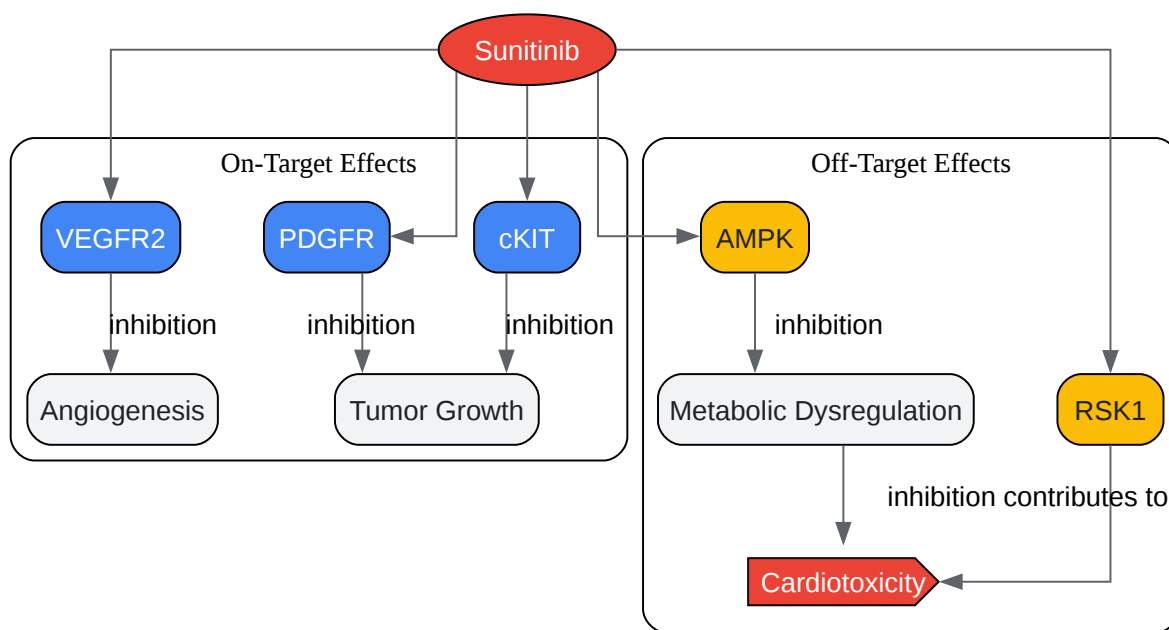 Sunitinib
On-Target Effects
Off-Target Effects
VEGFR2
PDGFR
cKIT
AMPK
inhibition
inhibition
inhibition
inhibition
Angiogenesis
Tumor Growth
Metabolic Dysregulation
RSK1
inhibition contributes to
Cardiotoxicity